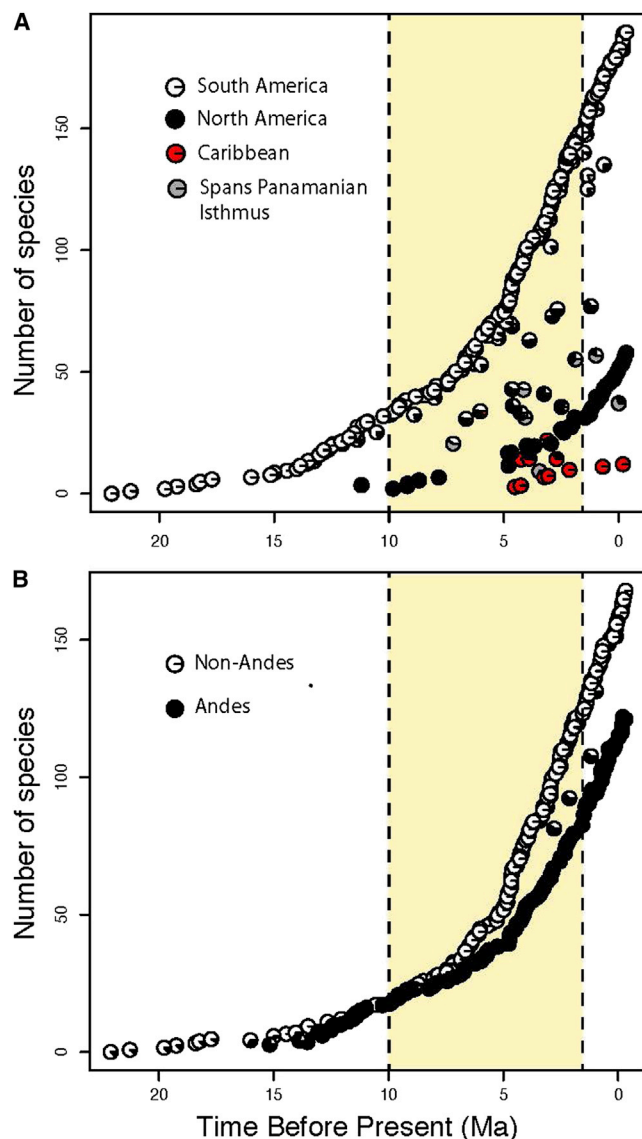 A
South America
North America
Caribbean
Spans Panamanian
Isthmus
Number of species
0
50
100
150
20
15
10
5
0
B
Non-Andes
Andes
Number of species
0
50
100
150
20
15
10
5
0
Time Before Present (Ma)